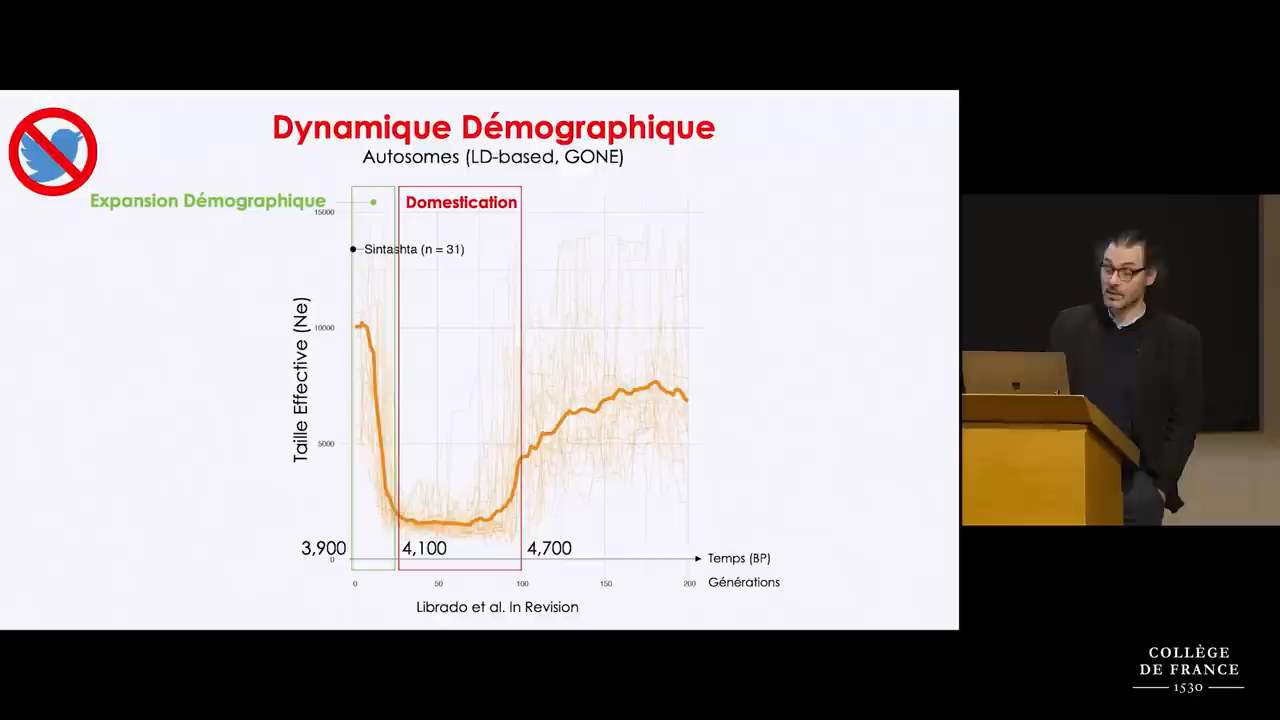 Dynamique Démographique
Autosomes (LD-based, GONE)
Expansion Démographique
Domestication
15000
Sintashta (n = 31)
Taille Effective (Ne)
10000
5000
3,900
4,100
4,700
0
Temps (BP)
0
50
100
150
200
Générations
Librado et al. In Revision
COLLÈGE
DE FRANCE
1530